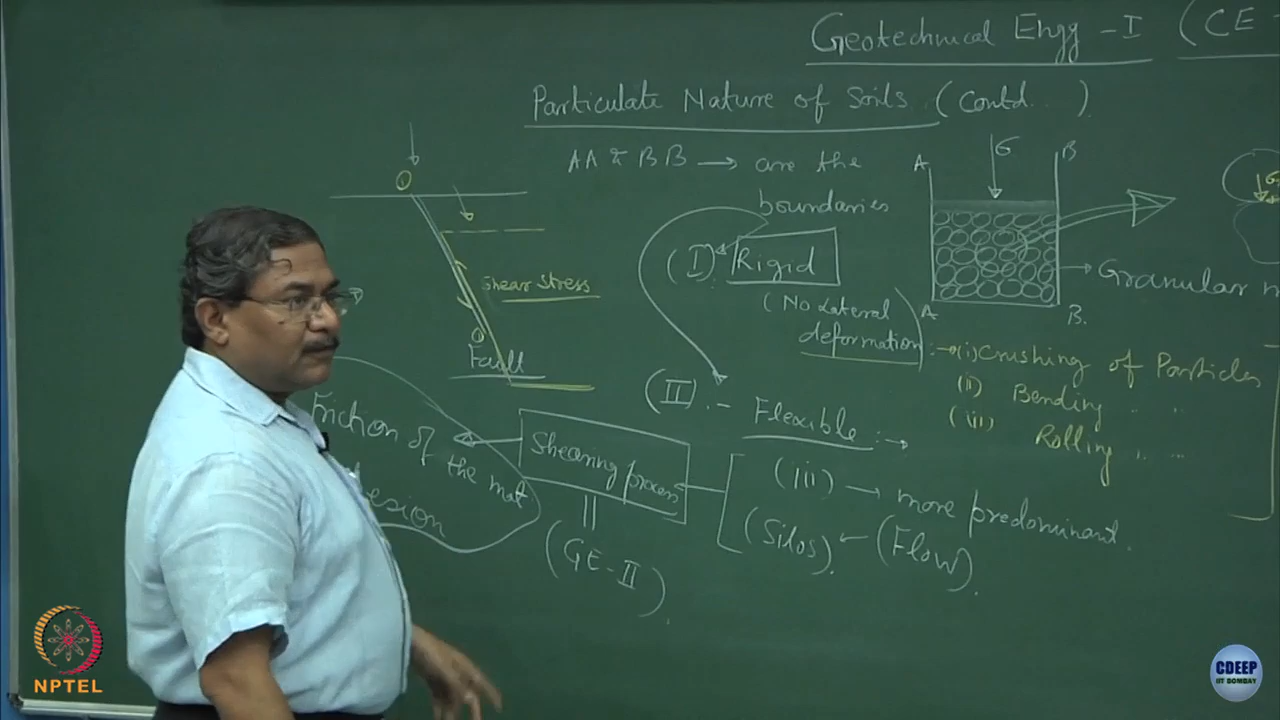 Geotechnical Engg - I (CE -
Particulate Nature of Soils (Contd...)
AA & BB → are the
boundaries
(I) Rigid
(No Lateral
deformation) :→ (i) Crushing of Particles
(ii) Bending " "
(iii) Rolling " "
(II) :- Flexible :→
(iii) → more predominant.
(Silos) ← (Flow).
Shearing process
(GE-II).
Friction of
the mat.
esion
Shear Stress
Fault
A
B
σ
A
B.
Granular
NPTEL
CDEEP
IIT BOMBAY